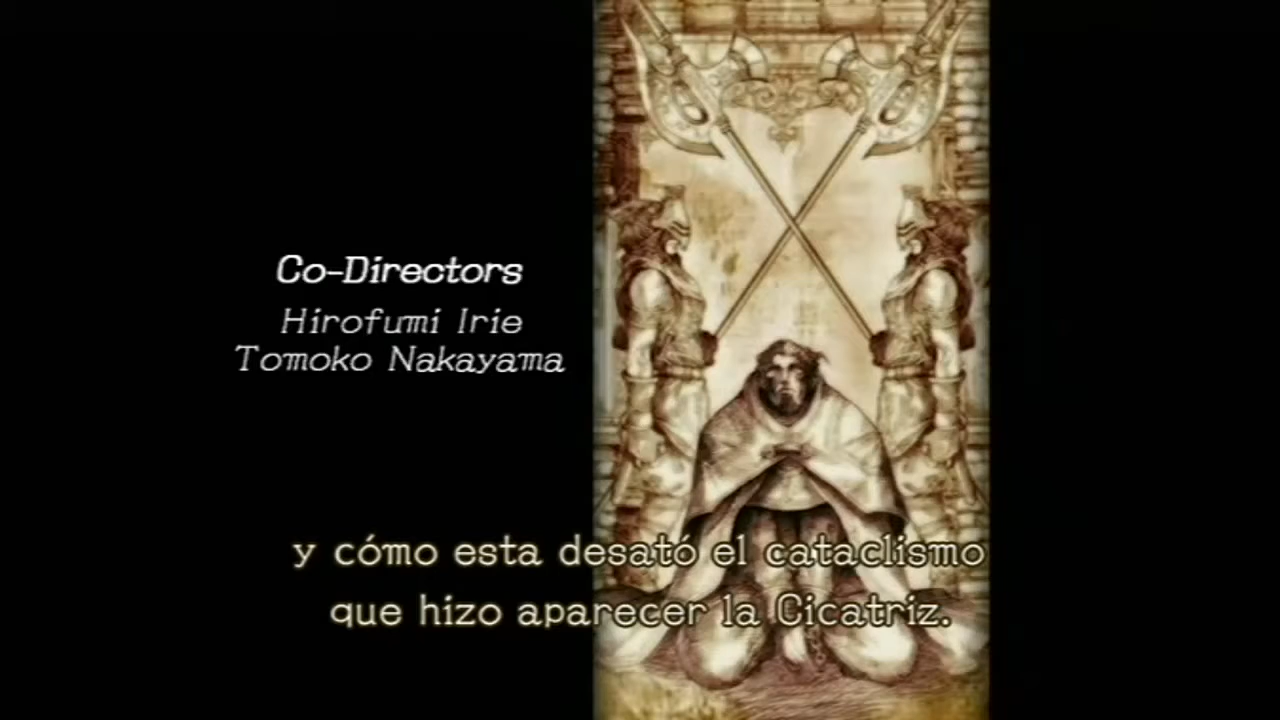 Co-Directors
Hirofumi Irie
Tomoko Nakayama
y cómo esta desató el cataclismo
que hizo aparecer la Cicatriz.